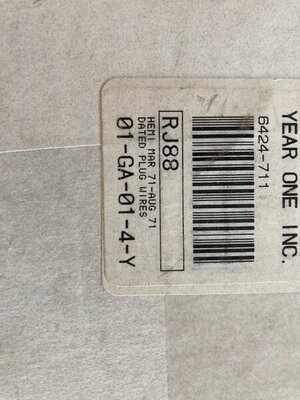 YEAR ONE INC.
6424-711
RJ88
HEMI MAR 71-AUG 71
DATED PLUG WIRES
01-GA-01-4-Y